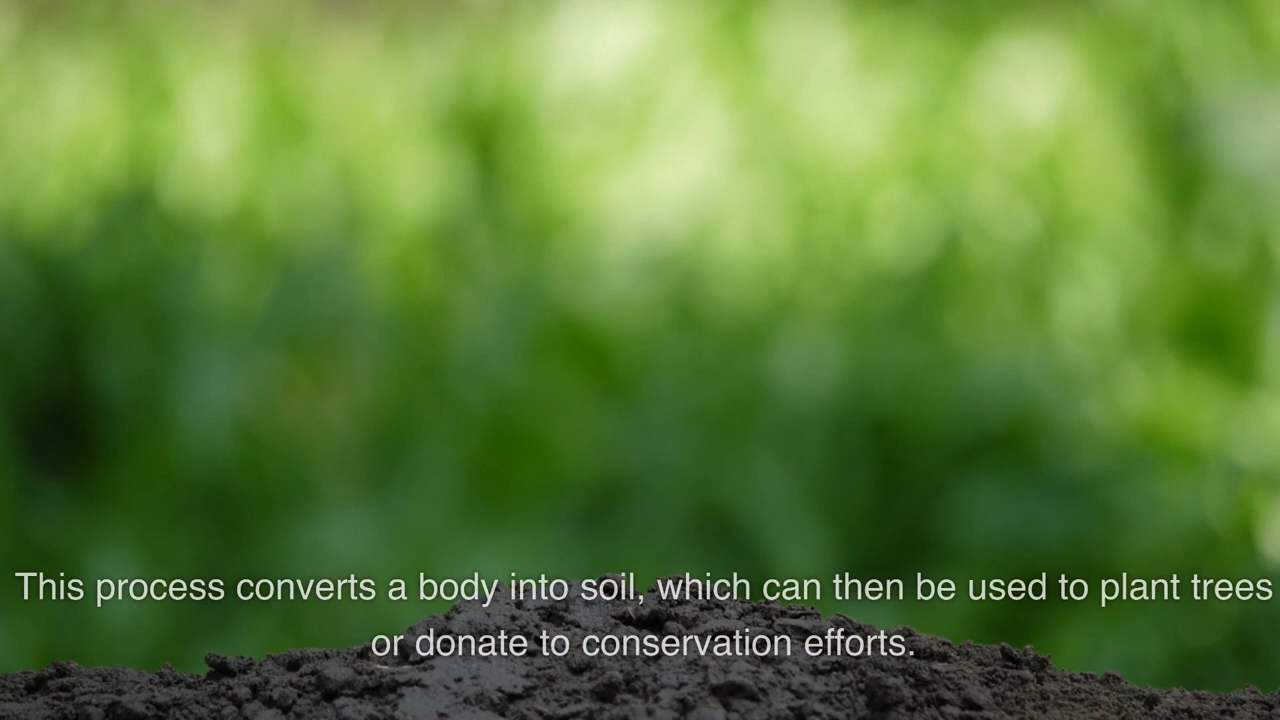 This process converts a body into soil, which can then be used to plant trees
or donate to conservation efforts.